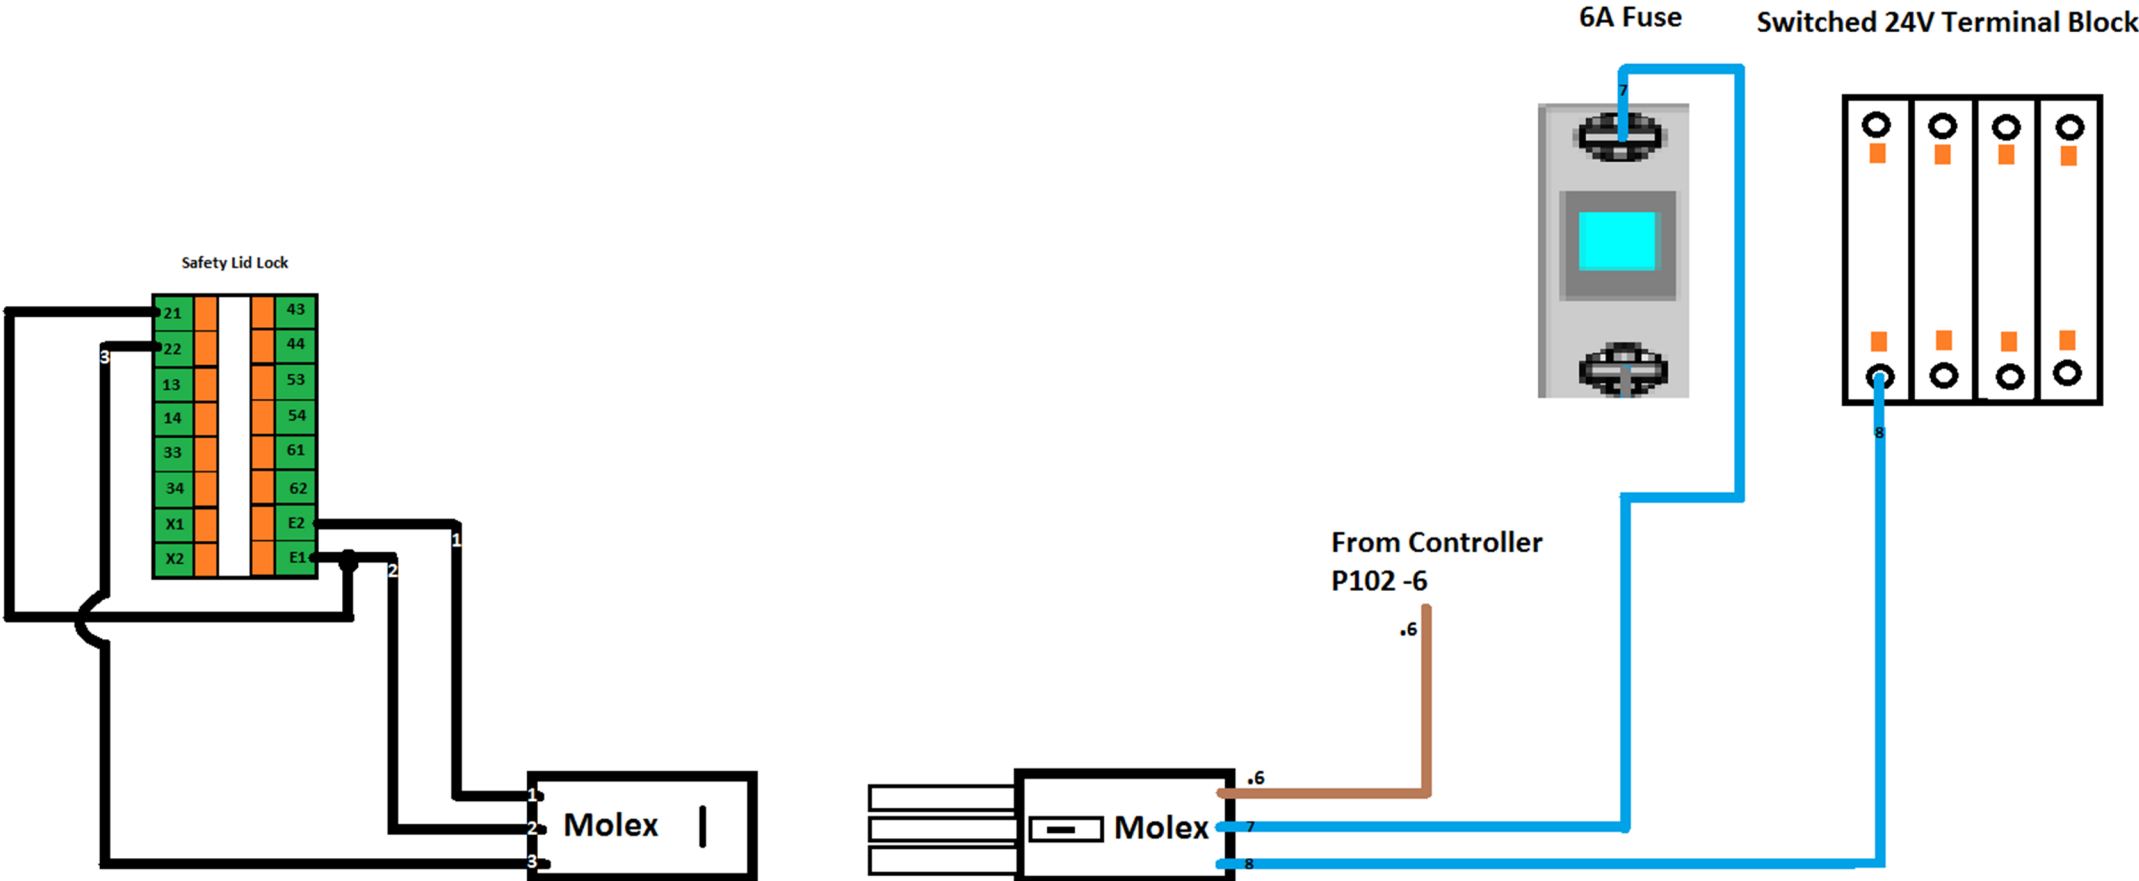 6A Fuse
Switched 24V Terminal Block
7
Safety Lid Lock
21
43
22
44
3
13
53
14
54
33
61
34
62
X1
E2
1
X2
E1
2
8
From Controller
P102 -6
.6
.6
1
2
3
Molex
Molex
7
8